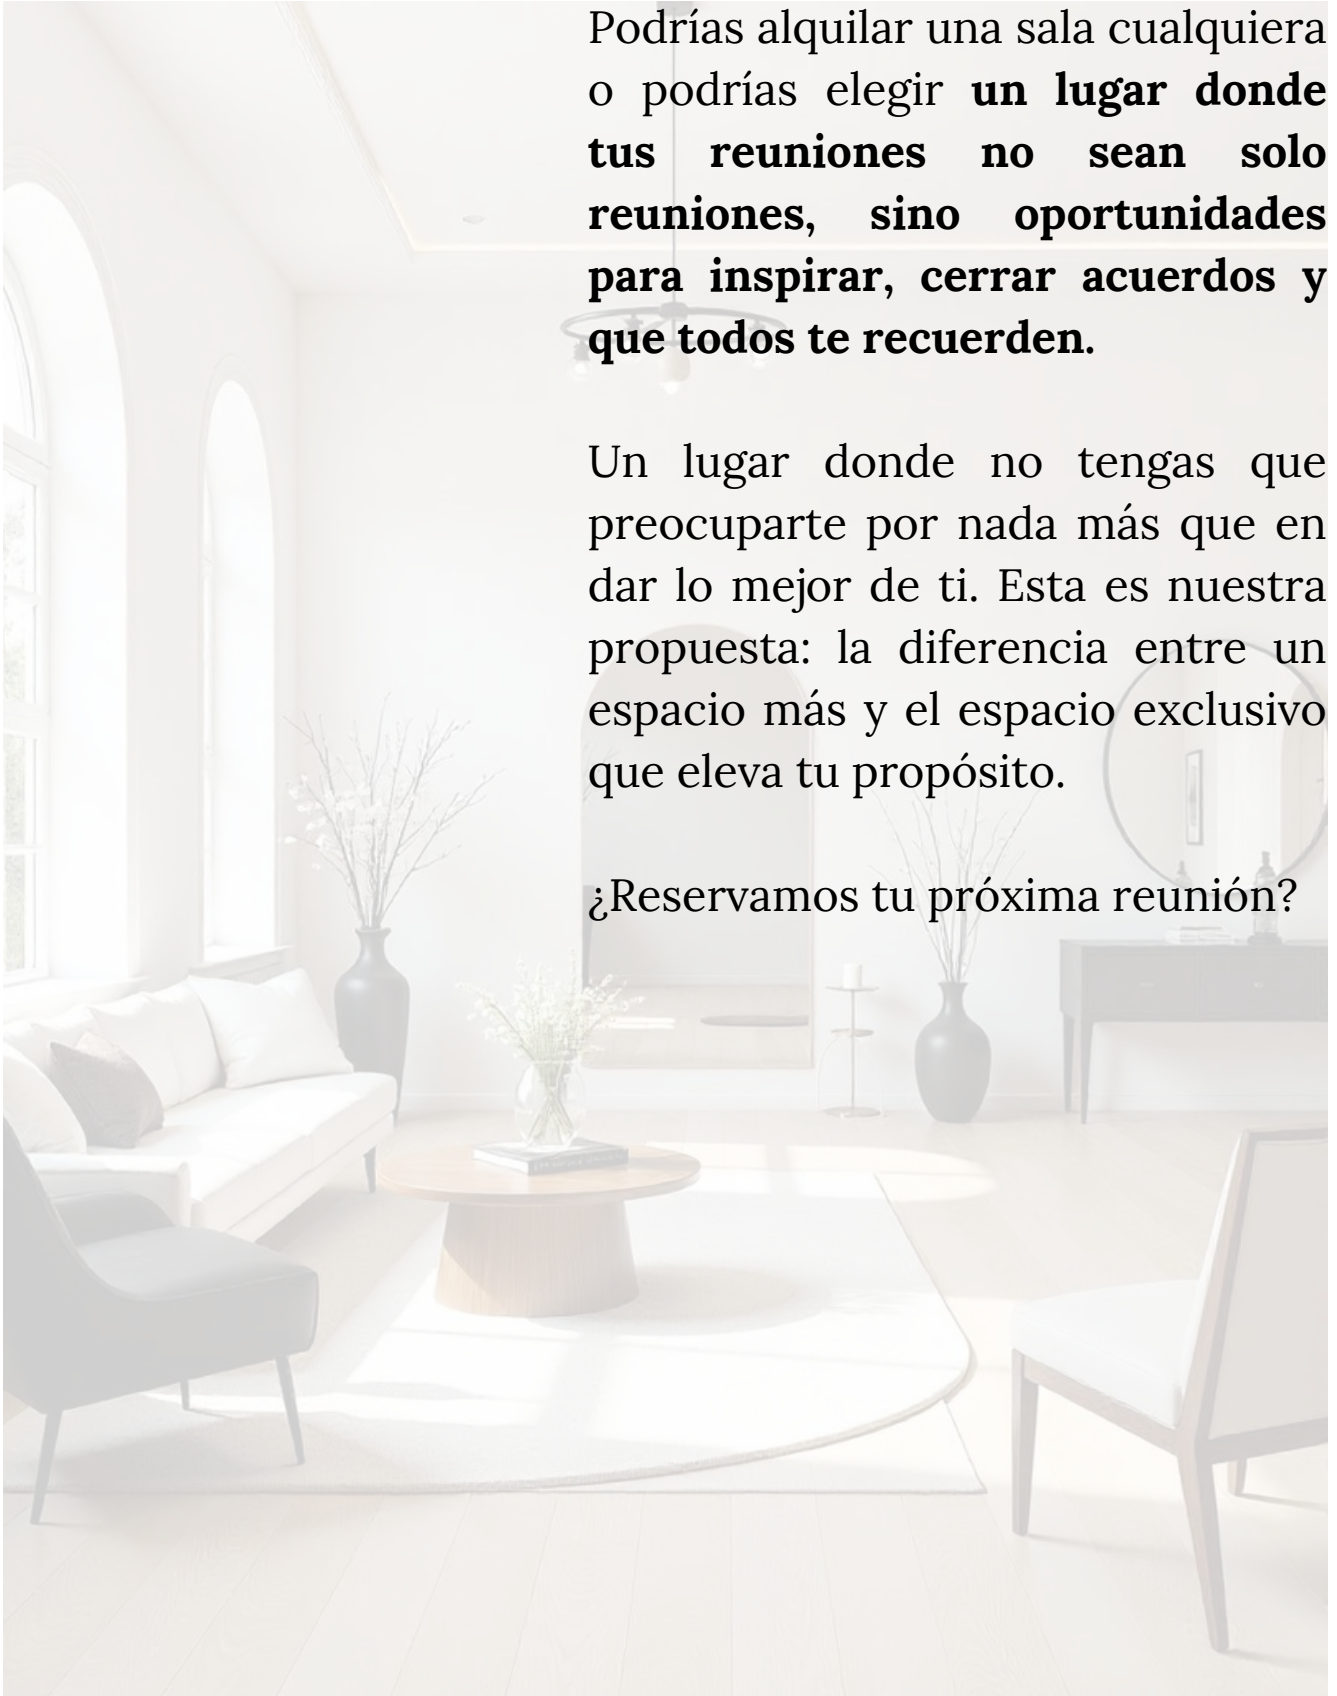 Podrías alquilar una sala cualquiera
o podrías elegir un lugar donde
tus reuniones no sean solo
reuniones, sino oportunidades
para inspirar, cerrar acuerdos y
que todos te recuerden.
Un lugar donde no tengas que
preocuparte por nada más que en
dar lo mejor de ti. Esta es nuestra
propuesta: la diferencia entre un
espacio más y el espacio exclusivo
que eleva tu propósito.
¿Reservamos tu próxima reunión?